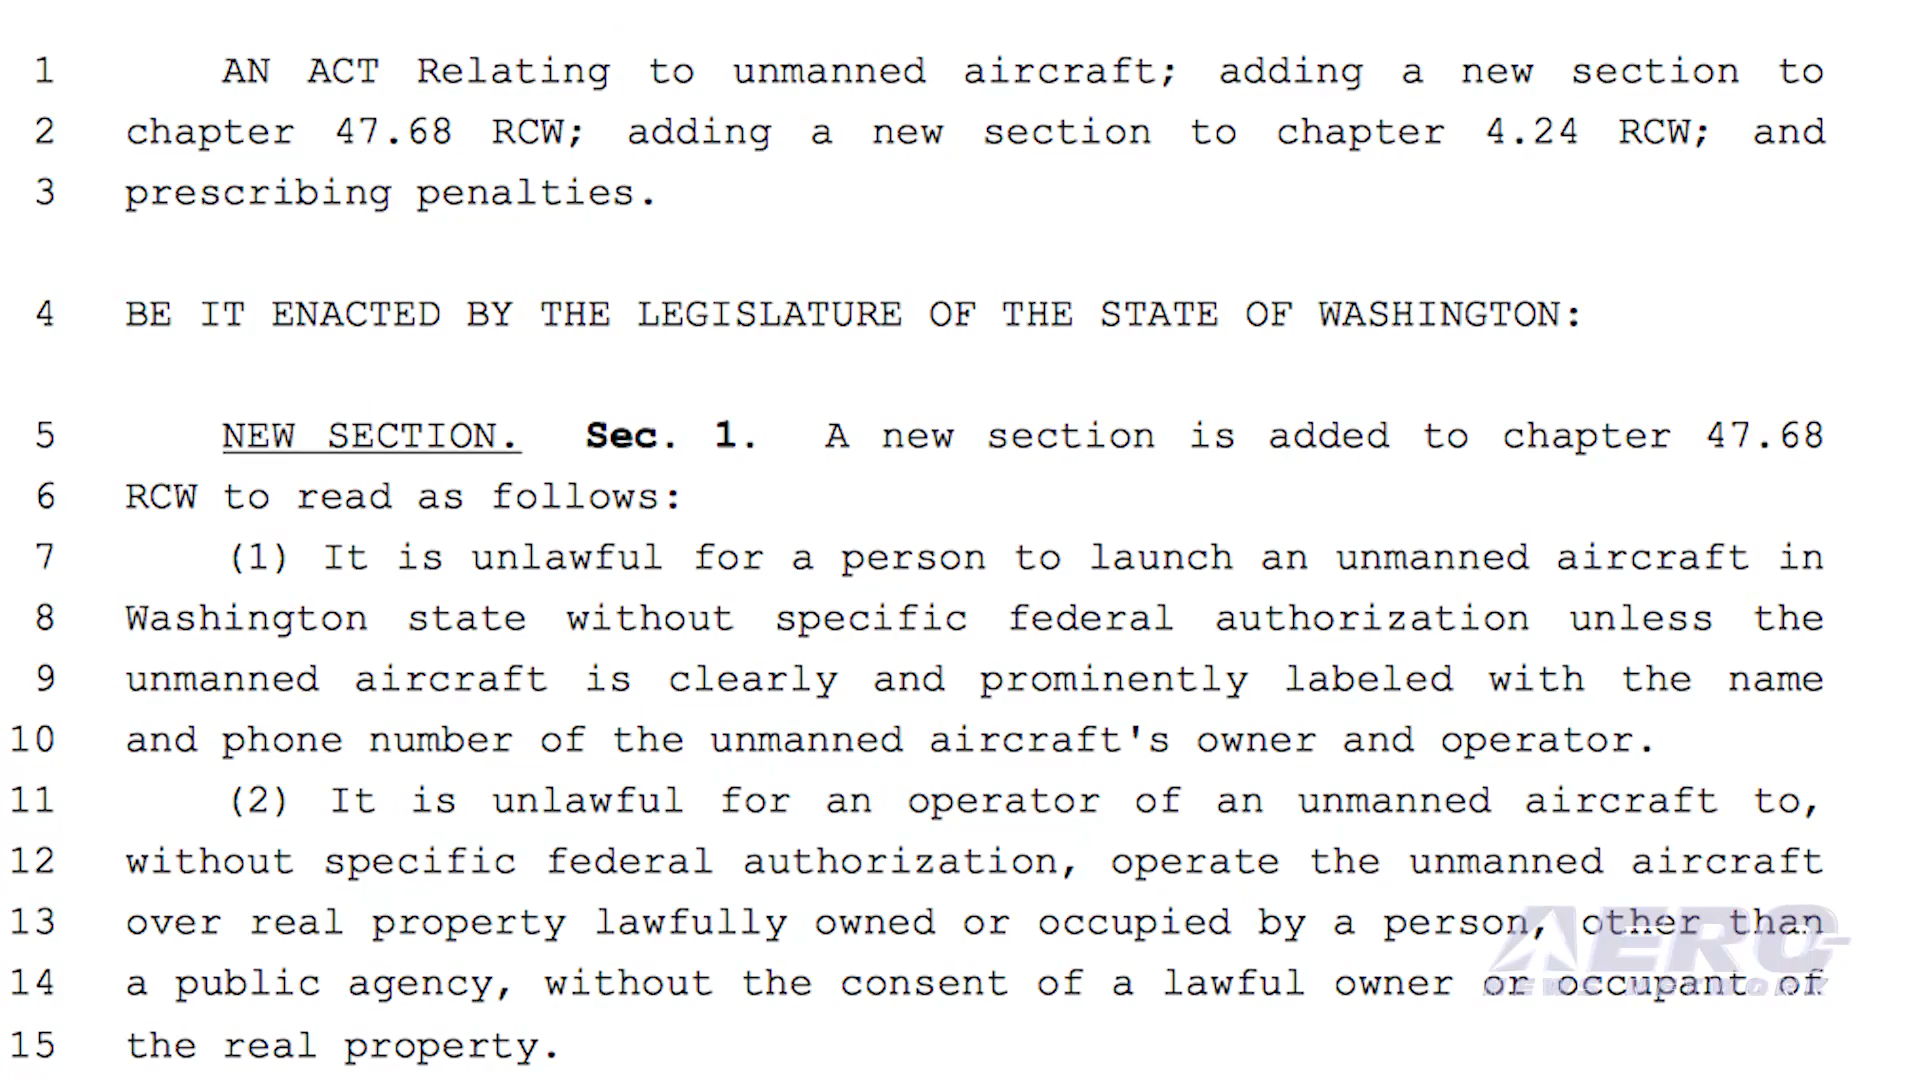 1 AN ACT Relating to unmanned aircraft; adding a new section to
2 chapter 47.68 RCW; adding a new section to chapter 4.24 RCW; and
3 prescribing penalties.
4 BE IT ENACTED BY THE LEGISLATURE OF THE STATE OF WASHINGTON:
5 NEW SECTION. Sec. 1. A new section is added to chapter 47.68
6 RCW to read as follows:
7 (1) It is unlawful for a person to launch an unmanned aircraft in
8 Washington state without specific federal authorization unless the
9 unmanned aircraft is clearly and prominently labeled with the name
10 and phone number of the unmanned aircraft's owner and operator.
11 (2) It is unlawful for an operator of an unmanned aircraft to,
12 without specific federal authorization, operate the unmanned aircraft
13 over real property lawfully owned or occupied by a person, other than
14 a public agency, without the consent of a lawful owner or occupant of
15 the real property.
AERO-
NEWS NETWORK